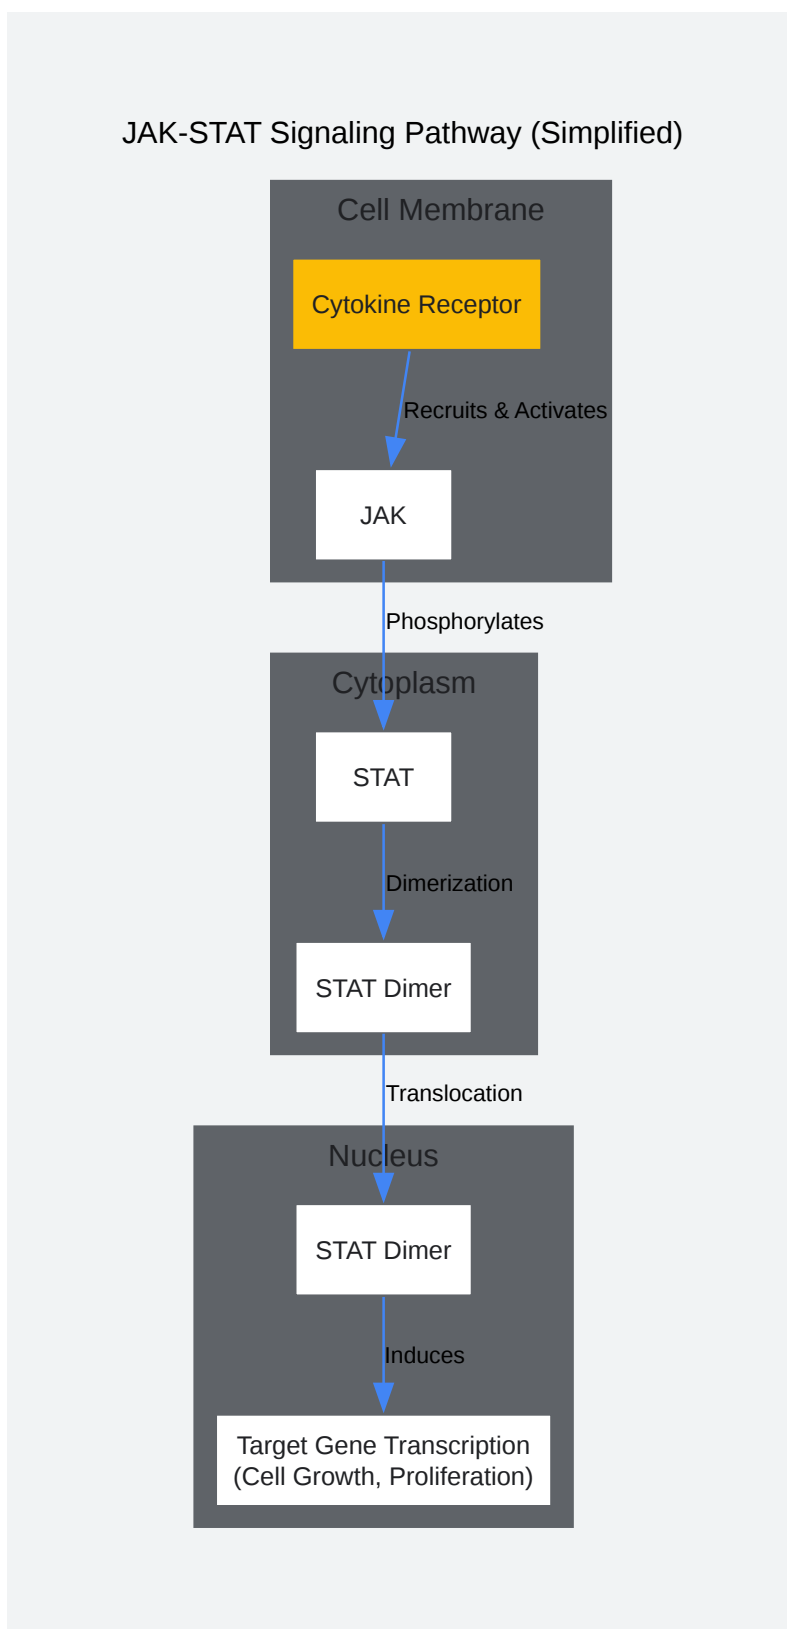 JAK-STAT Signaling Pathway (Simplified)
Cell Membrane
Cytokine Receptor
Recruits & Activates
JAK
Phosphorylates
Cytoplasm
STAT
Dimerization
STAT Dimer
Translocation
Nucleus
STAT Dimer
Induces
Target Gene Transcription
(Cell Growth, Proliferation)